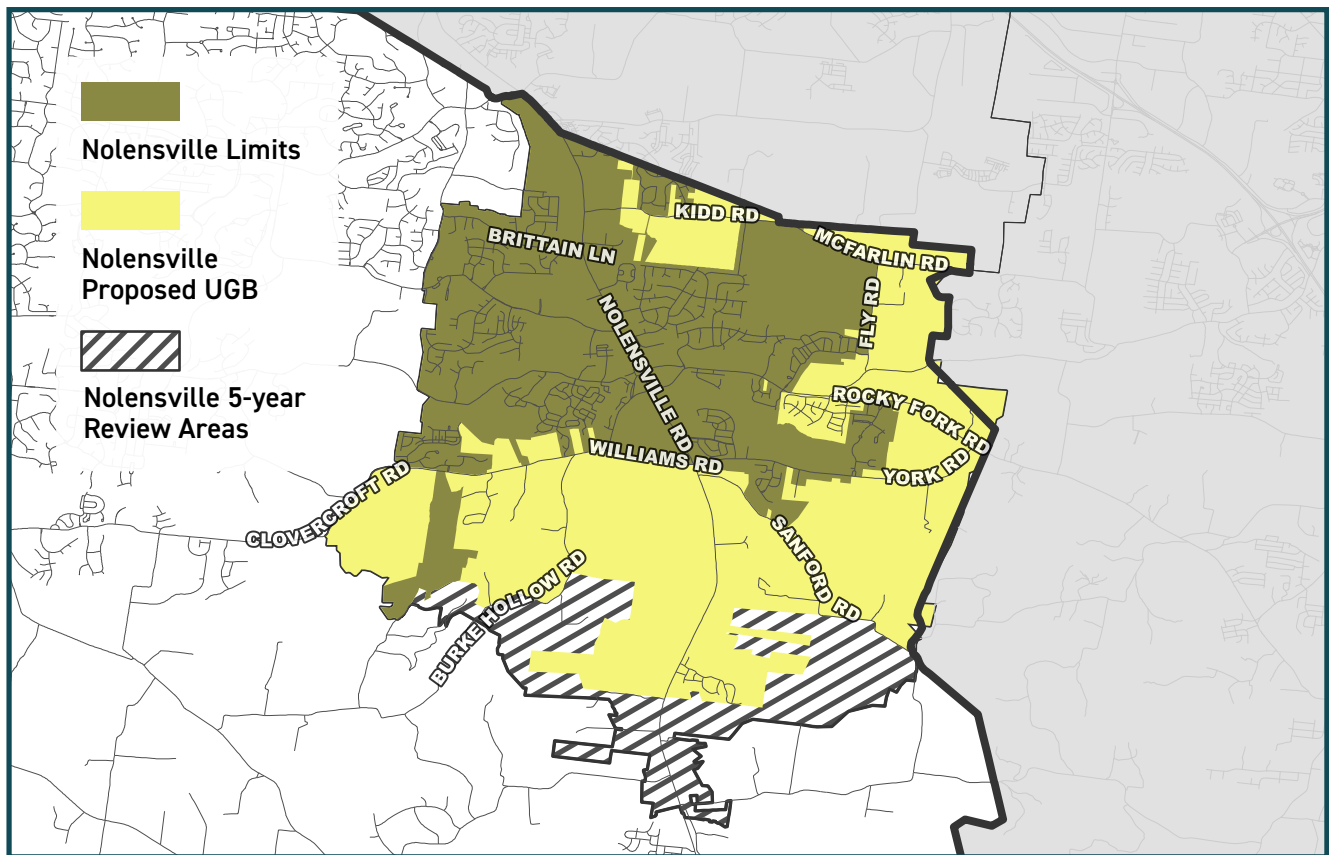 Nolensville Limits
Nolensville
Proposed UGB
Nolensville 5-year
Review Areas
KIDD RD
BRITTAIN LN
MCFARLIN RD
NOLENSVILLE RD
FLY RD
ROCKY FORK RD
WILLIAMS RD
YORK RD
CLOVERCROFT RD
SANFORD RD
BURKE HOLLOW RD